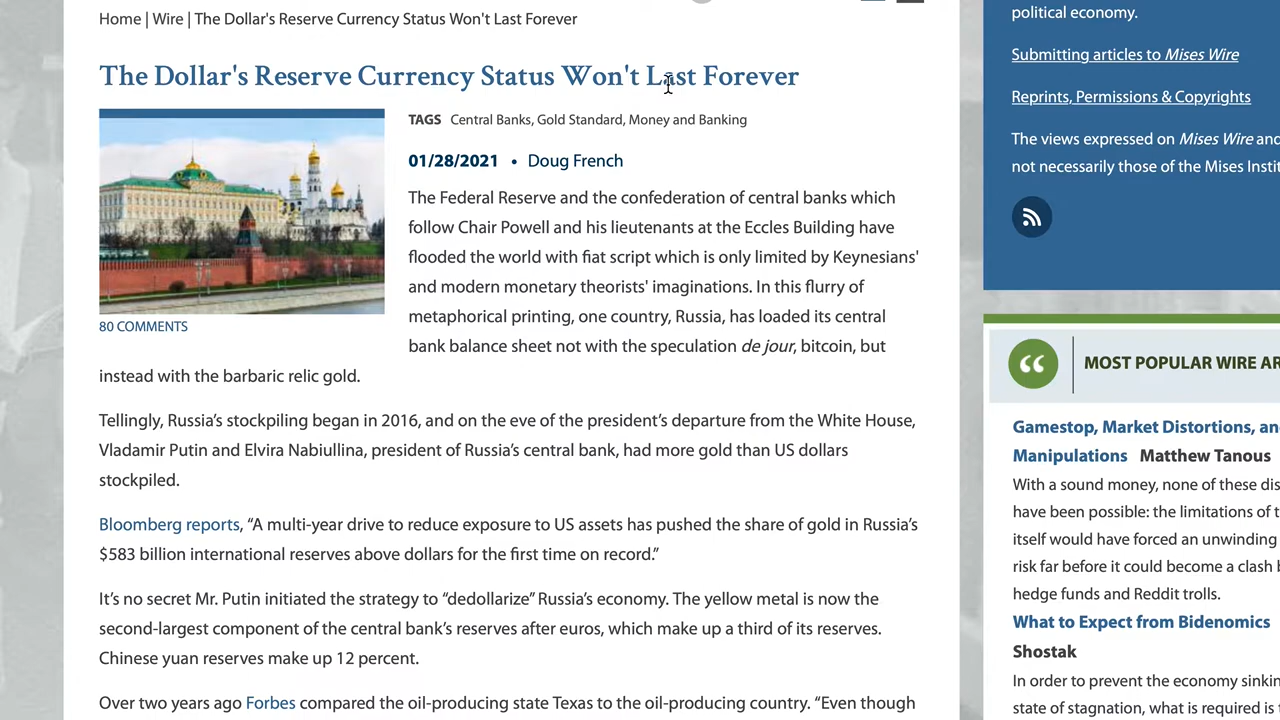 Home | Wire | The Dollar's Reserve Currency Status Won't Last Forever
The Dollar's Reserve Currency Status Won't Last Forever
TAGS Central Banks, Gold Standard, Money and Banking
01/28/2021 • Doug French
The Federal Reserve and the confederation of central banks which
follow Chair Powell and his lieutenants at the Eccles Building have
flooded the world with fiat script which is only limited by Keynesians'
and modern monetary theorists' imaginations. In this flurry of
metaphorical printing, one country, Russia, has loaded its central
bank balance sheet not with the speculation de jour, bitcoin, but
instead with the barbaric relic gold.
80 COMMENTS
Tellingly, Russia’s stockpiling began in 2016, and on the eve of the president’s departure from the White House,
Vladamir Putin and Elvira Nabiullina, president of Russia’s central bank, had more gold than US dollars
stockpiled.
Bloomberg reports, “A multi-year drive to reduce exposure to US assets has pushed the share of gold in Russia’s
$583 billion international reserves above dollars for the first time on record.”
It’s no secret Mr. Putin initiated the strategy to “dedollarize” Russia’s economy. The yellow metal is now the
second-largest component of the central bank’s reserves after euros, which make up a third of its reserves.
Chinese yuan reserves make up 12 percent.
Over two years ago Forbes compared the oil-producing state Texas to the oil-producing country. “Even though
political economy.
Submitting articles to Mises Wire
Reprints, Permissions & Copyrights
The views expressed on Mises Wire and
not necessarily those of the Mises Insti
MOST POPULAR WIRE AR
Gamestop, Market Distortions, an
Manipulations Matthew Tanous
With a sound money, none of these dis
have been possible: the limitations of t
itself would have forced an unwinding
risk far before it could become a clash b
hedge funds and Reddit trolls.
What to Expect from Bidenomics
Shostak
In order to prevent the economy sinkin
state of stagnation, what is required is